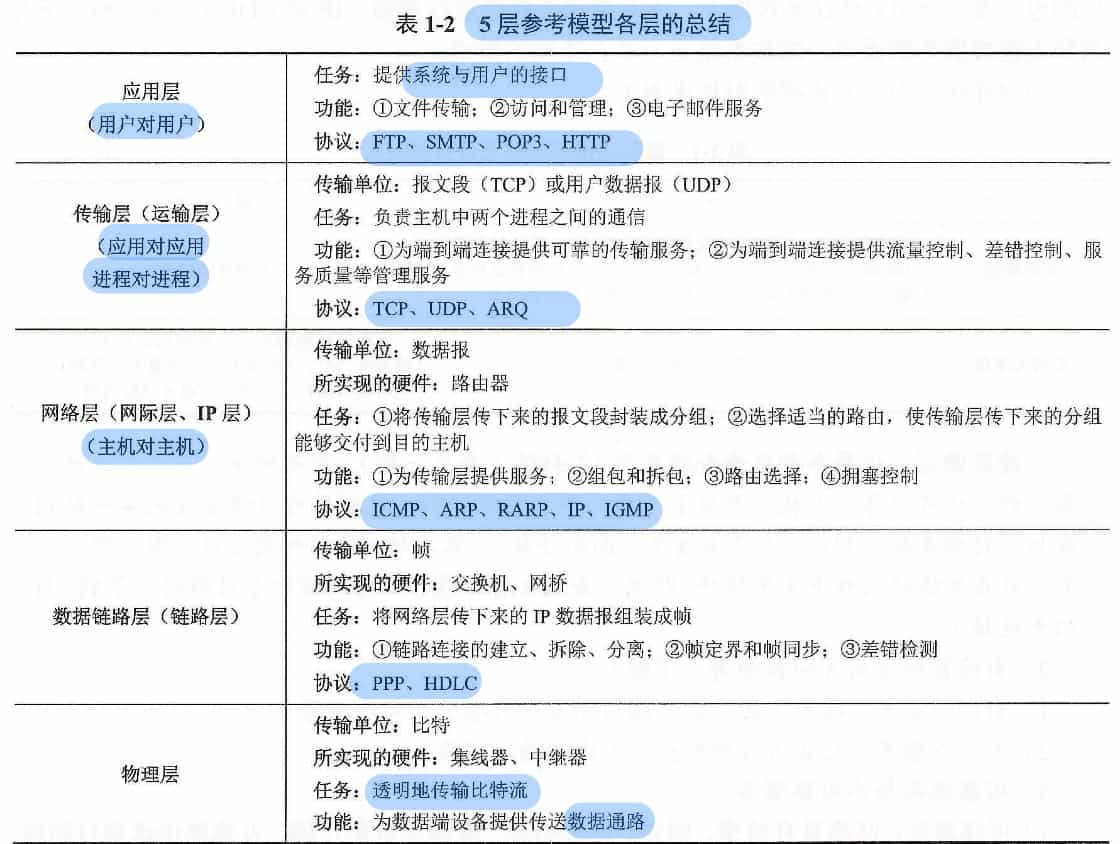 表 1-2 5 层参考模型各层的总结
应用层
（用户对用户）
任务：提供系统与用户的接口
功能：①文件传输；②访问和管理；③电子邮件服务
协议：FTP、SMTP、POP3、HTTP
传输层（运输层）
（应用对应用
进程对进程）
传输单位：报文段（TCP）或用户数据报（UDP）
任务：负责主机中两个进程之间的通信
功能：①为端到端连接提供可靠的传输服务；②为端到端连接提供流量控制、差错控制、服
务质量等管理服务
协议：TCP、UDP、ARQ
网络层（网际层、IP 层）
（主机对主机）
传输单位：数据报
所实现的硬件：路由器
任务：①将传输层传下来的报文段封装成分组；②选择适当的路由，使传输层传下来的分组
能够交付到目的主机
功能：①为传输层提供服务；②组包和拆包；③路由选择；④拥塞控制
协议：ICMP、ARP、RARP、IP、IGMP
数据链路层（链路层）
传输单位：帧
所实现的硬件：交换机、网桥
任务：将网络层传下来的 IP 数据报组装成帧
功能：①链路连接的建立、拆除、分离；②帧定界和帧同步；③差错检测
协议：PPP、HDLC
物理层
传输单位：比特
所实现的硬件：集线器、中继器
任务：透明地传输比特流
功能：为数据端设备提供传送数据通路